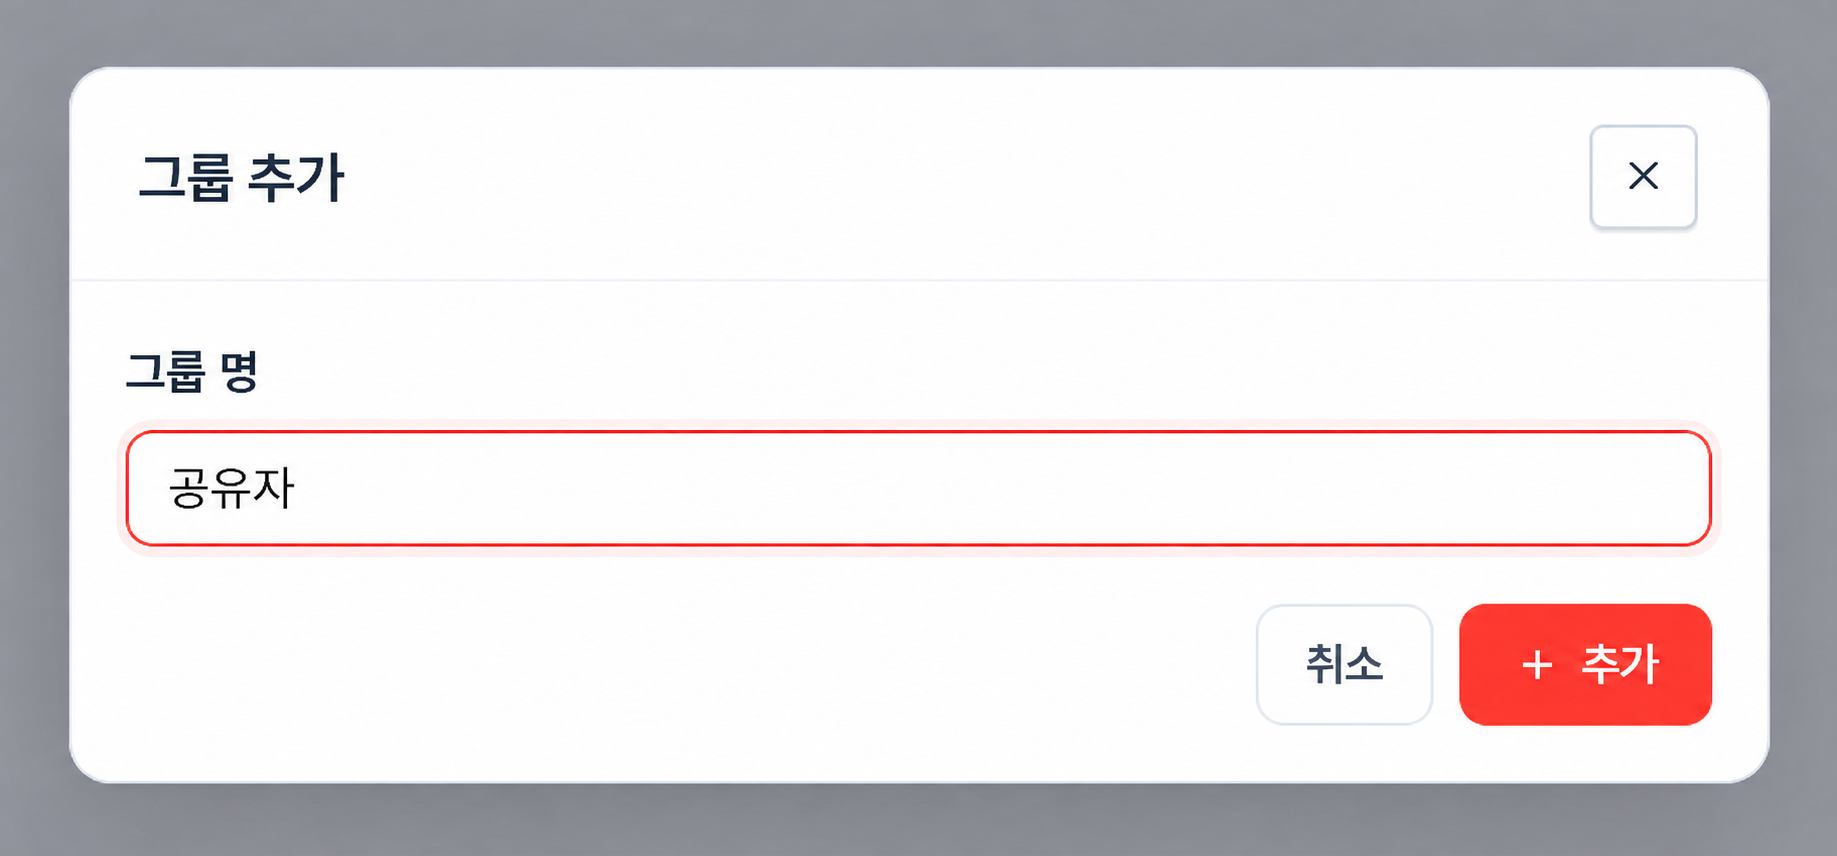 그룹 추가
그룹 명
공유자
취소
+ 추가